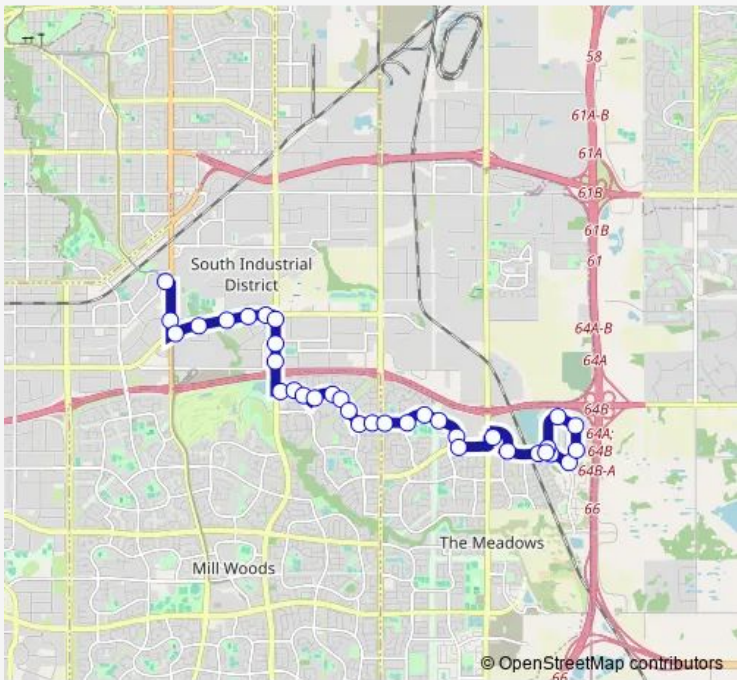 58
61A-B
61A
61B
South Industrial
District
61B
61
64A-B
64A
64B
64A;
64B
64B-A
66
The Meadows
Mill Woods
© OpenStreetMap contributors
66